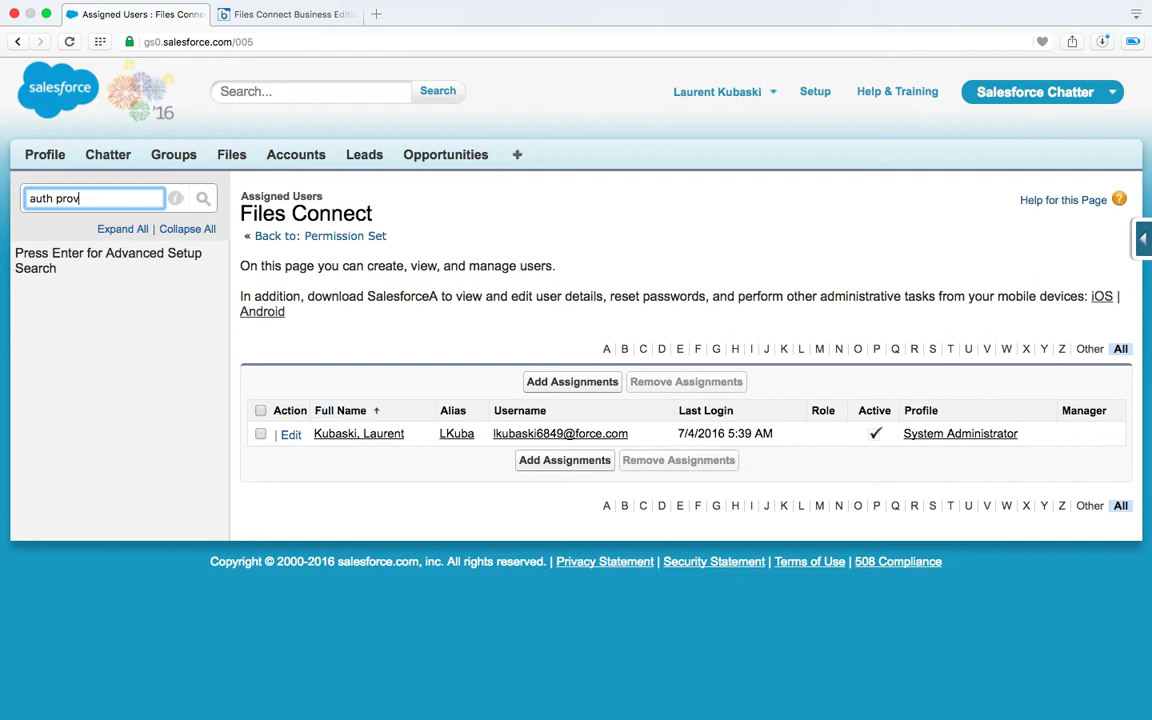 Assigned Users : Files Conne
Files Connect Business Editi
gs0.salesforce.com/005
salesforce
'16
Search...
Search
Laurent Kubaski
Setup
Help & Training
Salesforce Chatter
Profile
Chatter
Groups
Files
Accounts
Leads
Opportunities
auth prov
Expand All | Collapse All
Press Enter for Advanced Setup
Search
Assigned Users
Files Connect
« Back to: Permission Set
Help for this Page
On this page you can create, view, and manage users.
In addition, download SalesforceA to view and edit user details, reset passwords, and perform other administrative tasks from your mobile devices: iOS |
Android
A | B | C | D | E | F | G | H | I | J | K | L | M | N | O | P | Q | R | S | T | U | V | W | X | Y | Z | Other | All
Add Assignments Remove Assignments
Action Full Name Alias Username Last Login Role Active Profile Manager
| Edit Kubaski, Laurent LKuba lkubaski6849@force.com 7/4/2016 5:39 AM System Administrator
Add Assignments Remove Assignments
A | B | C | D | E | F | G | H | I | J | K | L | M | N | O | P | Q | R | S | T | U | V | W | X | Y | Z | Other | All
Copyright © 2000-2016 salesforce.com, inc. All rights reserved. | Privacy Statement | Security Statement | Terms of Use | 508 Compliance